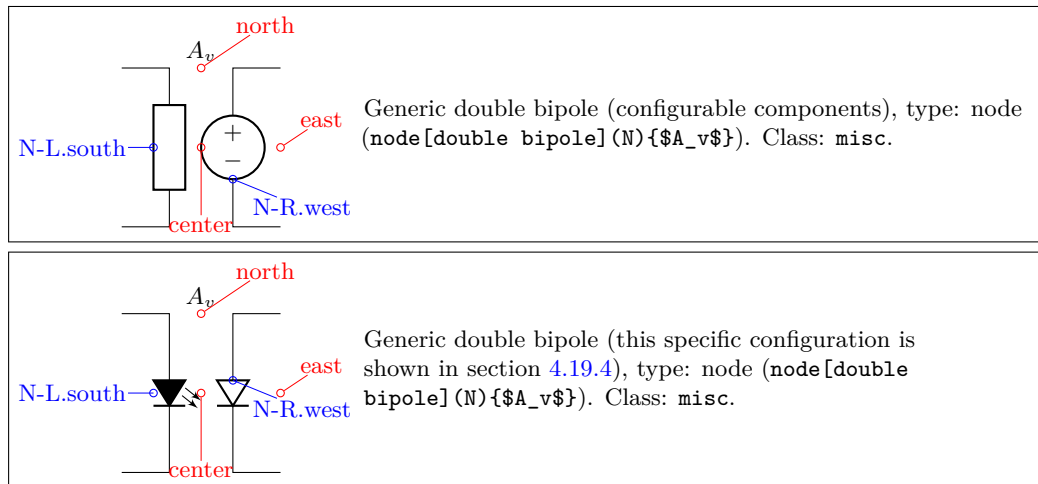 north
A_v
east
N-L.south
+
−
N-R.west
center
Generic double bipole (configurable components), type: node
(node[double bipole](N){$A_v$}). Class: misc.
north
A_v
east
N-L.south
N-R.west
center
Generic double bipole (this specific configuration is
shown in section 4.19.4), type: node (node[double
bipole](N){$A_v$}). Class: misc.